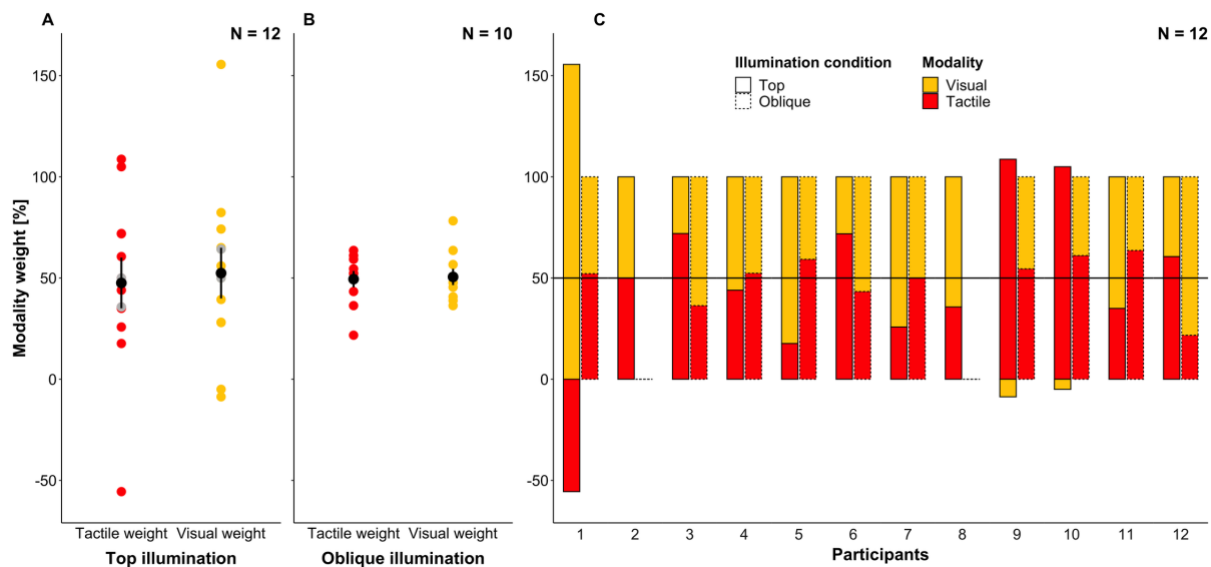 A
N = 12
B
N = 10
C
N = 12
Modality weight [%]
150
100
50
0
-50
Tactile weight Visual weight
Top illumination
Tactile weight Visual weight
Oblique illumination
Illumination condition
Top
Oblique
Modality
Visual
Tactile
150
100
50
0
-50
1 2 3 4 5 6 7 8 9 10 11 12
Participants